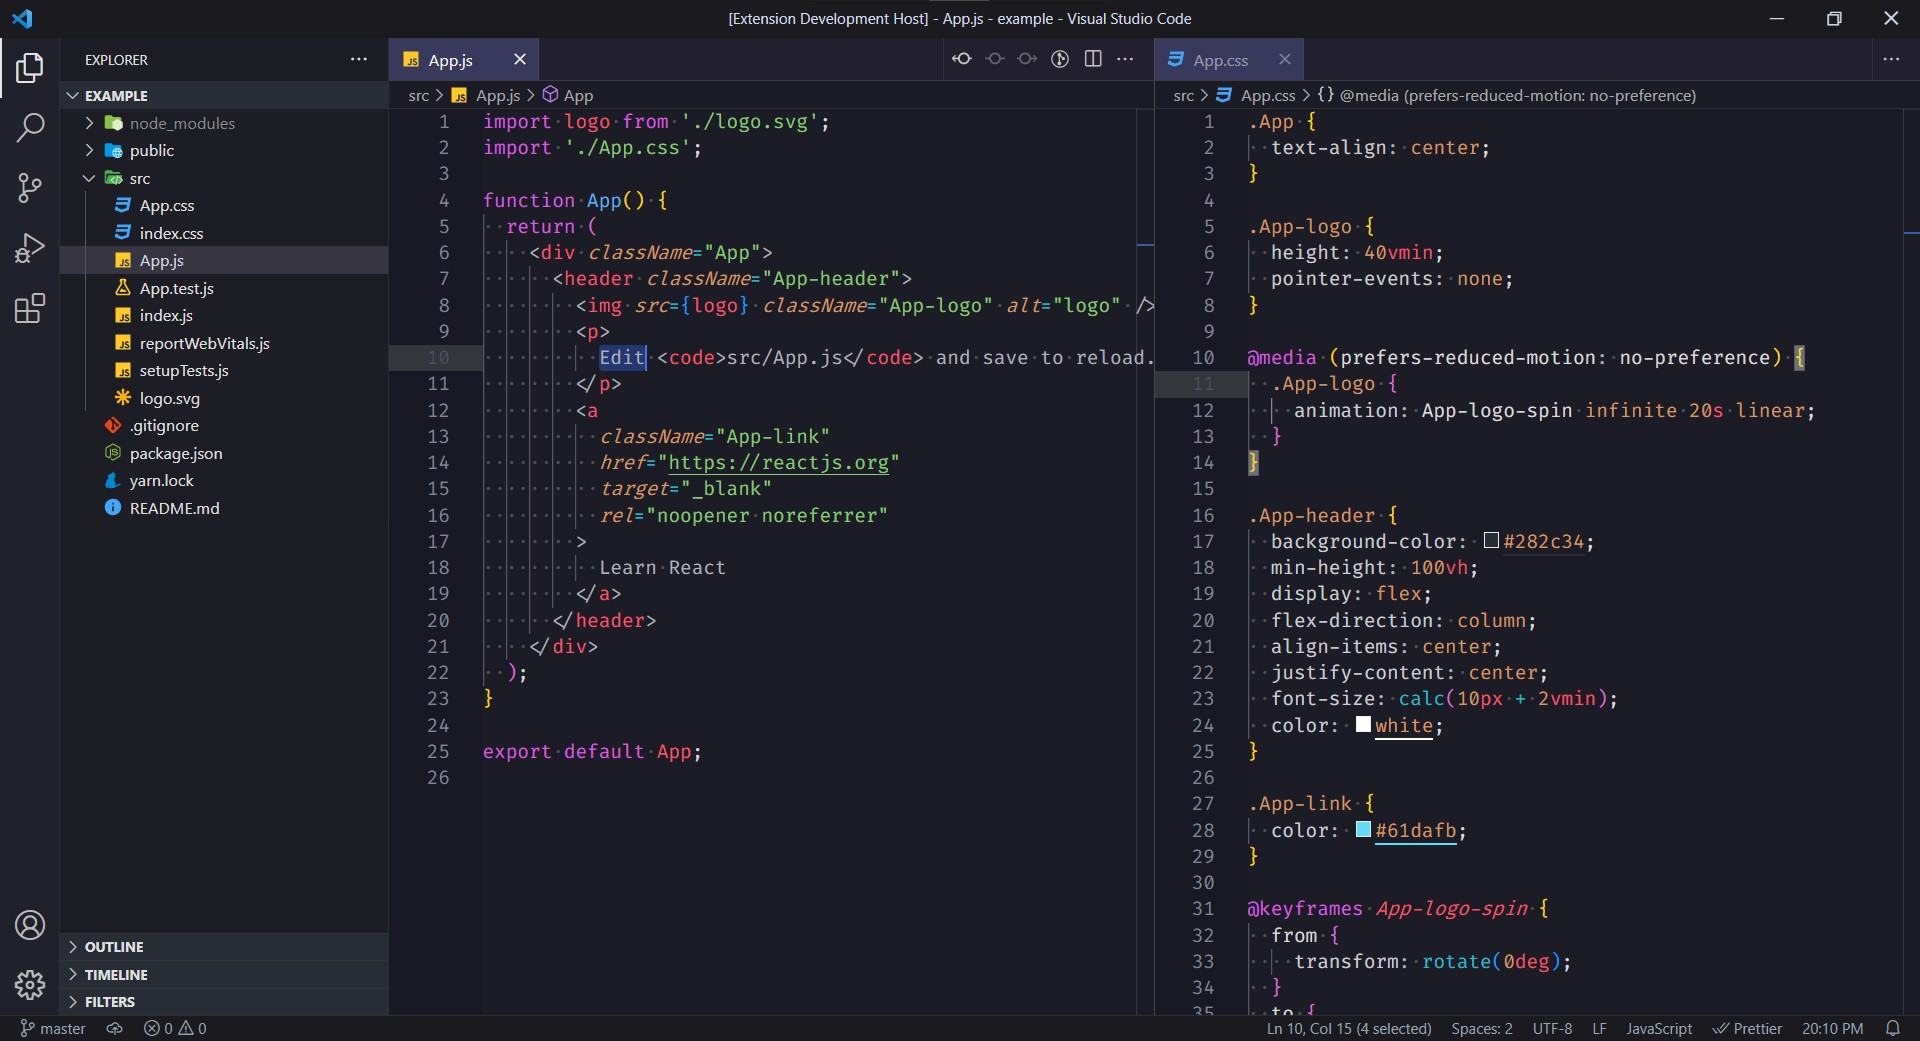 [Extension Development Host] - App.js - example - Visual Studio Code
EXPLORER
EXAMPLE
node_modules
public
src
App.css
index.css
App.js
App.test.js
index.js
reportWebVitals.js
setupTests.js
logo.svg
.gitignore
package.json
yarn.lock
README.md
OUTLINE
TIMELINE
FILTERS
App.js
src > App.js > App
1 import logo from './logo.svg';
2 import './App.css';
3
4 function App() {
5 return (
6 <div className="App">
7 <header className="App-header">
8 <img src={logo} className="App-logo" alt="logo" />
9 <p>
10 Edit <code>src/App.js</code> and save to reload.
11 </p>
12 <a
13 className="App-link"
14 href="https://reactjs.org"
15 target="_blank"
16 rel="noopener noreferrer"
17 >
18 Learn React
19 </a>
20 </header>
21 </div>
22 );
23 }
24
25 export default App;
26
App.css
src > App.css > {} @media (prefers-reduced-motion: no-preference)
1 .App {
2 text-align: center;
3 }
4
5 .App-logo {
6 height: 40vmin;
7 pointer-events: none;
8 }
9
10 @media (prefers-reduced-motion: no-preference) {
11 .App-logo {
12 animation: App-logo-spin infinite 20s linear;
13 }
14 }
15
16 .App-header {
17 background-color: #282c34;
18 min-height: 100vh;
19 display: flex;
20 flex-direction: column;
21 align-items: center;
22 justify-content: center;
23 font-size: calc(10px + 2vmin);
24 color: white;
25 }
26
27 .App-link {
28 color: #61dafb;
29 }
30
31 @keyframes App-logo-spin {
32 from {
33 transform: rotate(0deg);
34 }
35 to {
master 0 0
Ln 10, Col 15 (4 selected) Spaces: 2 UTF-8 LF JavaScript Prettier 20:10 PM